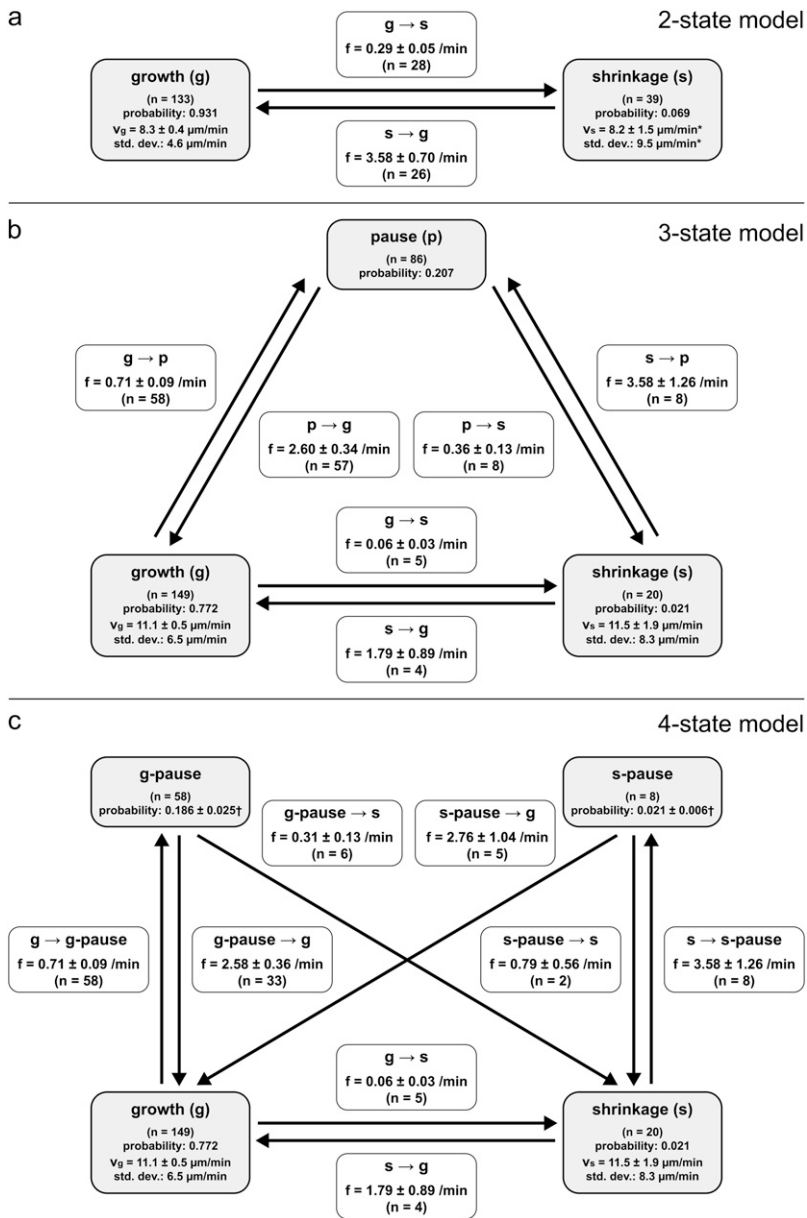 a
2-state model
g → s
f = 0.29 ± 0.05 /min
(n = 28)
growth (g)
(n = 133)
probability: 0.931
vg = 8.3 ± 0.4 µm/min
std. dev.: 4.6 µm/min
shrinkage (s)
(n = 39)
probability: 0.069
vs = 8.2 ± 1.5 µm/min*
std. dev.: 9.5 µm/min*
s → g
f = 3.58 ± 0.70 /min
(n = 26)
b
3-state model
pause (p)
(n = 86)
probability: 0.207
g → p
f = 0.71 ± 0.09 /min
(n = 58)
s → p
f = 3.58 ± 1.26 /min
(n = 8)
p → g
f = 2.60 ± 0.34 /min
(n = 57)
p → s
f = 0.36 ± 0.13 /min
(n = 8)
g → s
f = 0.06 ± 0.03 /min
(n = 5)
growth (g)
(n = 149)
probability: 0.772
vg = 11.1 ± 0.5 µm/min
std. dev.: 6.5 µm/min
shrinkage (s)
(n = 20)
probability: 0.021
vs = 11.5 ± 1.9 µm/min
std. dev.: 8.3 µm/min
s → g
f = 1.79 ± 0.89 /min
(n = 4)
c
4-state model
g-pause
(n = 58)
probability: 0.186 ± 0.025†
s-pause
(n = 8)
probability: 0.021 ± 0.006†
g-pause → s
f = 0.31 ± 0.13 /min
(n = 6)
s-pause → g
f = 2.76 ± 1.04 /min
(n = 5)
g → g-pause
f = 0.71 ± 0.09 /min
(n = 58)
g-pause → g
f = 2.58 ± 0.36 /min
(n = 33)
s-pause → s
f = 0.79 ± 0.56 /min
(n = 2)
s → s-pause
f = 3.58 ± 1.26 /min
(n = 8)
g → s
f = 0.06 ± 0.03 /min
(n = 5)
growth (g)
(n = 149)
probability: 0.772
vg = 11.1 ± 0.5 µm/min
std. dev.: 6.5 µm/min
shrinkage (s)
(n = 20)
probability: 0.021
vs = 11.5 ± 1.9 µm/min
std. dev.: 8.3 µm/min
s → g
f = 1.79 ± 0.89 /min
(n = 4)